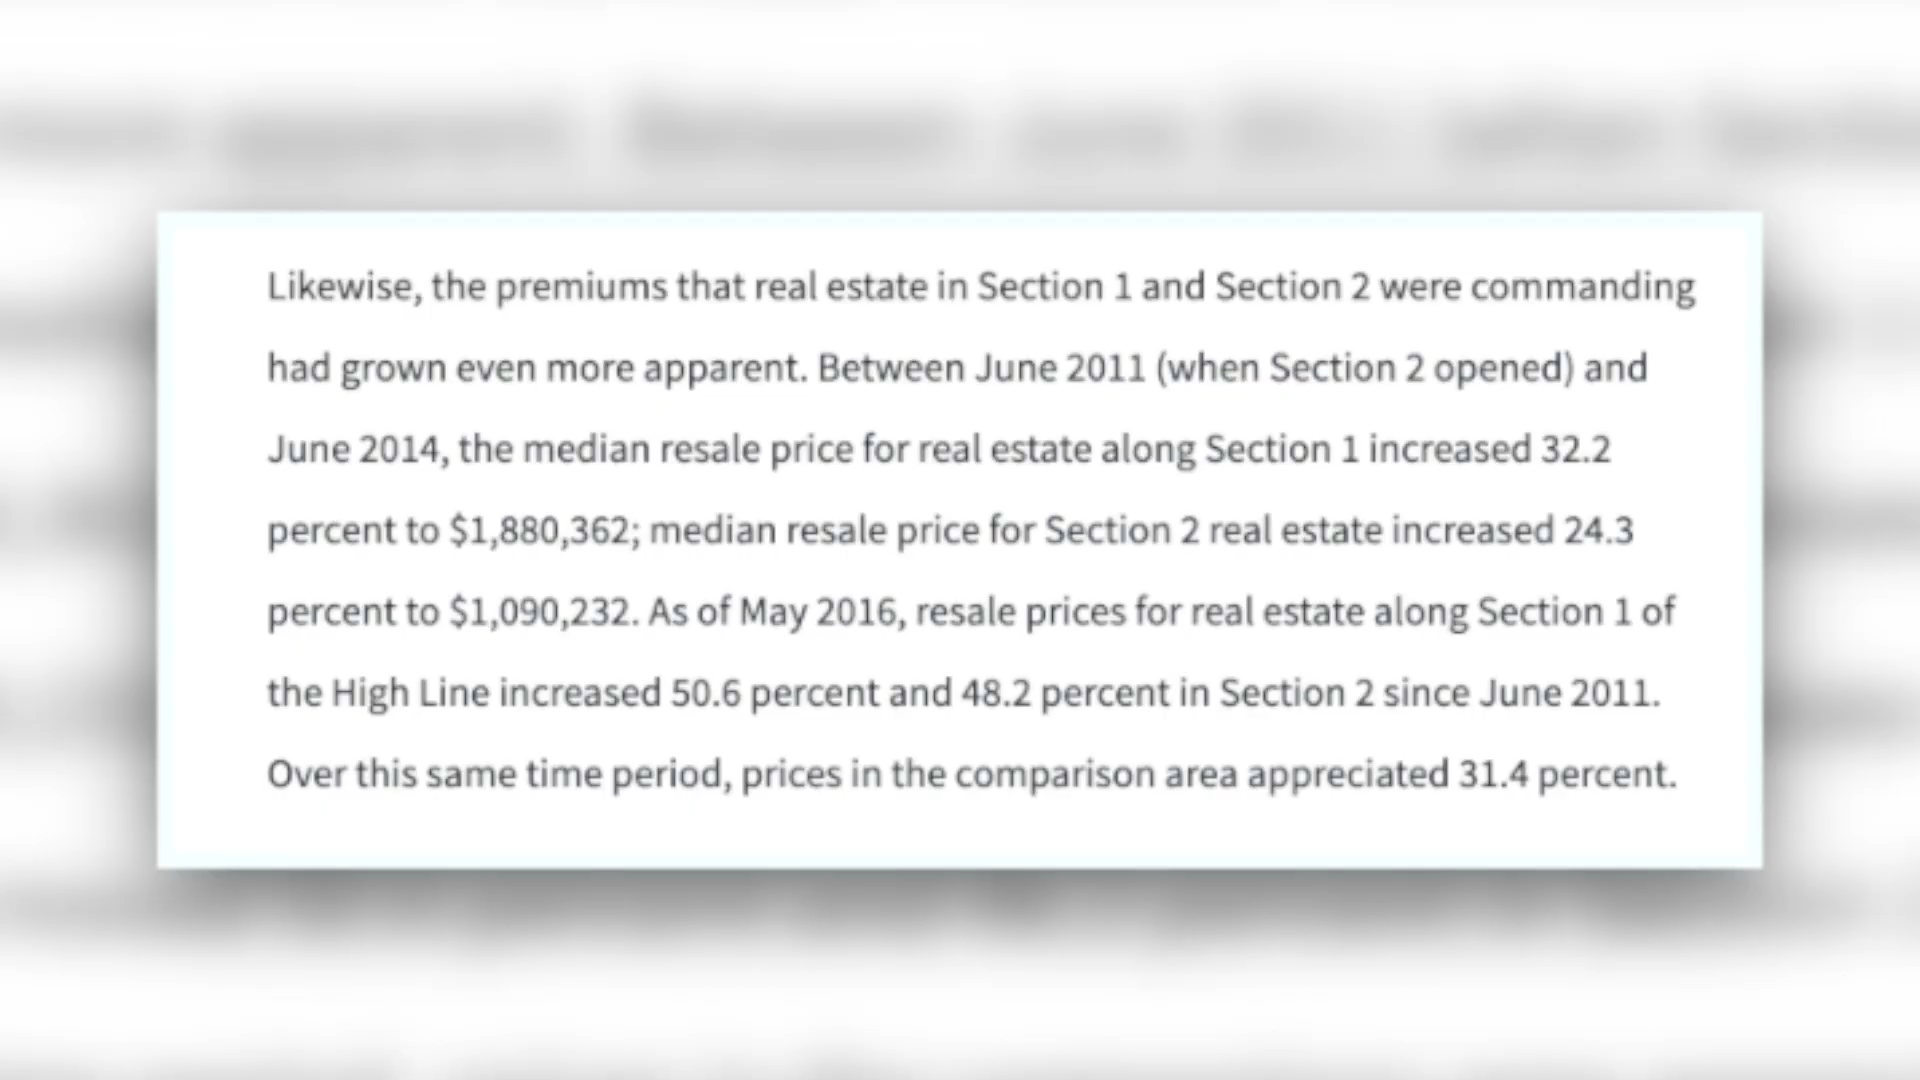 Likewise, the premiums that real estate in Section 1 and Section 2 were commanding
had grown even more apparent. Between June 2011 (when Section 2 opened) and
June 2014, the median resale price for real estate along Section 1 increased 32.2
percent to $1,880,362; median resale price for Section 2 real estate increased 24.3
percent to $1,090,232. As of May 2016, resale prices for real estate along Section 1 of
the High Line increased 50.6 percent and 48.2 percent in Section 2 since June 2011.
Over this same time period, prices in the comparison area appreciated 31.4 percent.